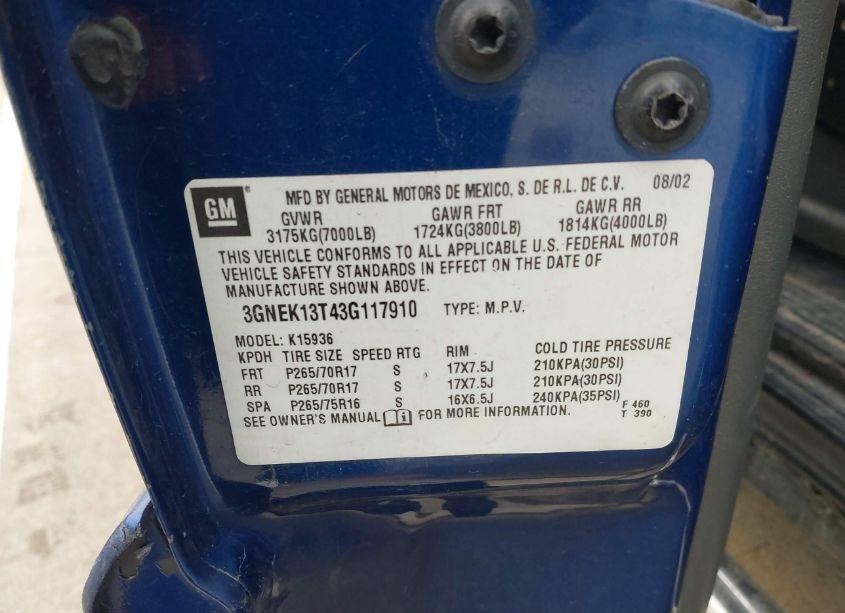 GM® MFD BY GENERAL MOTORS DE MEXICO, S. DE R.L. DE C.V. 08/02
GVWR GAWR FRT GAWR RR
3175KG(7000LB) 1724KG(3800LB) 1814KG(4000LB)
THIS VEHICLE CONFORMS TO ALL APPLICABLE U.S. FEDERAL MOTOR
VEHICLE SAFETY STANDARDS IN EFFECT ON THE DATE OF
MANUFACTURE SHOWN ABOVE.
3GNEK13T43G117910 TYPE: M.P.V.
MODEL: K15936
KPDH TIRE SIZE SPEED RTG RIM COLD TIRE PRESSURE
FRT P265/70R17 S 17X7.5J 210KPA(30PSI)
RR P265/70R17 S 17X7.5J 210KPA(30PSI)
SPA P265/75R16 S 16X6.5J 240KPA(35PSI)
SEE OWNER'S MANUAL FOR MORE INFORMATION.
F 460
T 390